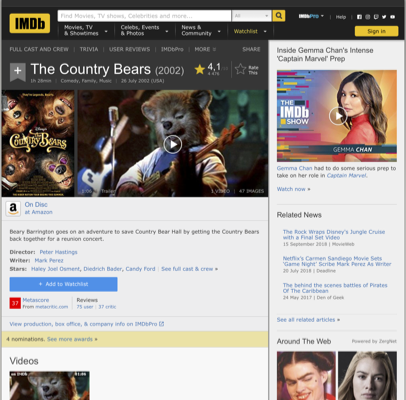 IMDb
Find Movies, TV shows, Celebrities and more...
All
IMDbPro
Help
Movies, TV & Showtimes
Celebs, Events & Photos
News & Community
Watchlist
Sign in
FULL CAST AND CREW | TRIVIA | USER REVIEWS | IMDbPro | MORE
SHARE
The Country Bears (2002)
4,1
Rate This
1h 28min | Comedy, Family, Music | 26 July 2002 (USA)
Disney's
The Country Bears
Trailer
1 VIDEO | 47 IMAGES
a
On Disc
at Amazon
Beary Barrington goes on an adventure to save Country Bear Hall by getting the Country Bears
back together for a reunion concert.
Director: Peter Hastings
Writer: Mark Perez
Stars: Haley Joel Osment, Diedrich Bader, Candy Ford | See full cast & crew »
+ Add to Watchlist
37
Metascore
From metacritic.com
Reviews
75 user | 37 critic
View production, box office, & company info on IMDbPro
4 nominations. See more awards »
Videos
Inside Gemma Chan's Intense
'Captain Marvel' Prep
THE
IMDb
SHOW
GEMMA CHAN
Gemma Chan had to do some serious prep
to take on her role in Captain Marvel.
Watch now »
Related News
The Rock Wraps Disney's Jungle Cruise
with a Final Set Video
15 September 2018 | MovieWeb
Netflix's Carmen Sandiego Movie Sets
'Game Night' Scribe Mark Perez As Writer
20 July 2018 | Deadline
The behind the scenes battles of Pirates
Of The Caribbean
24 May 2017 | Den of Geek
See all related articles »
Around The Web
Powered by ZergNet